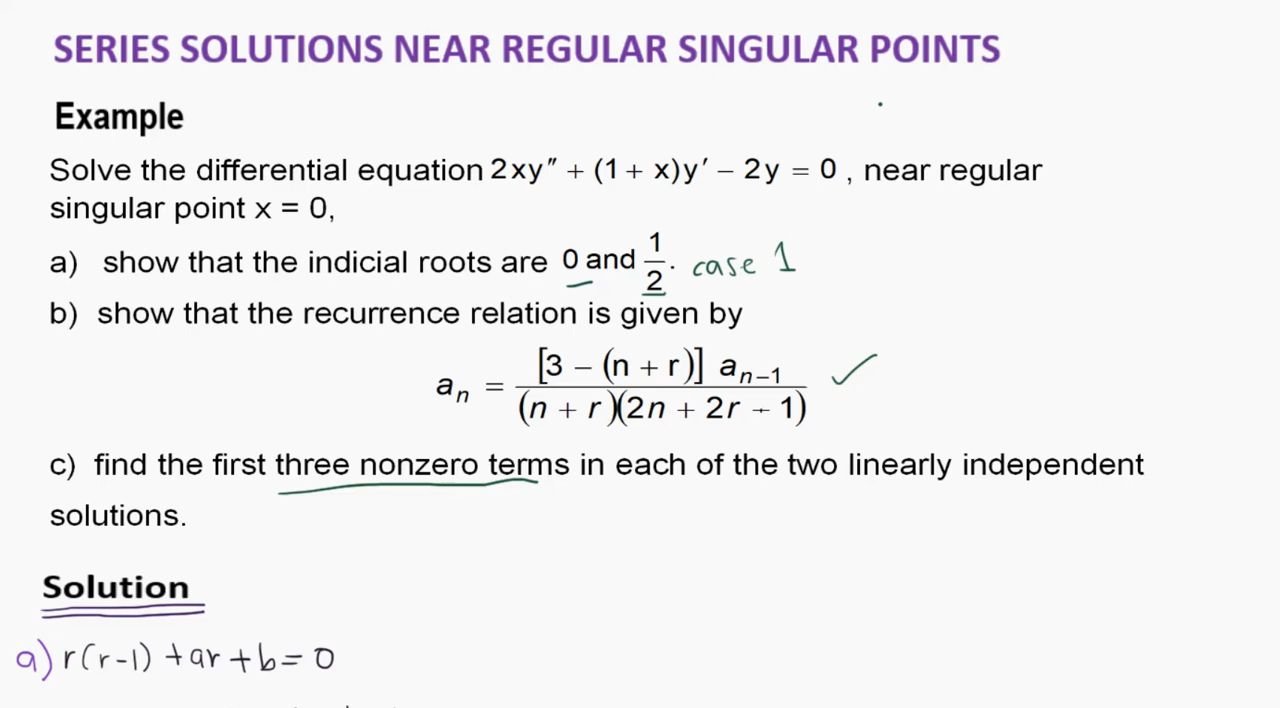 SERIES SOLUTIONS NEAR REGULAR SINGULAR POINTS
Example
Solve the differential equation 2xy″ + (1 + x)y′ − 2y = 0 , near regular
singular point x = 0,
a) show that the indicial roots are 0 and 1/2. case 1
b) show that the recurrence relation is given by
aₙ = [3 − (n + r)] aₙ₋₁ / (n + r)(2n + 2r − 1) ✓
c) find the first three nonzero terms in each of the two linearly independent
solutions.
Solution
a) r(r-1) + ar + b = 0